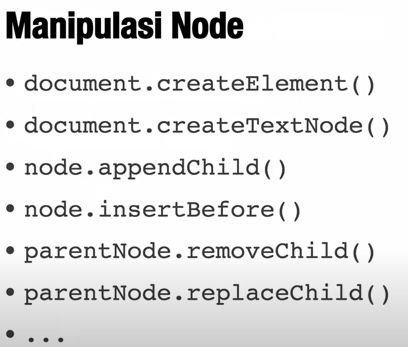 Manipulasi Node
• document.createElement()
• document.createTextNode()
• node.appendChild()
• node.insertBefore()
• parentNode.removeChild()
• parentNode.replaceChild()
• ...